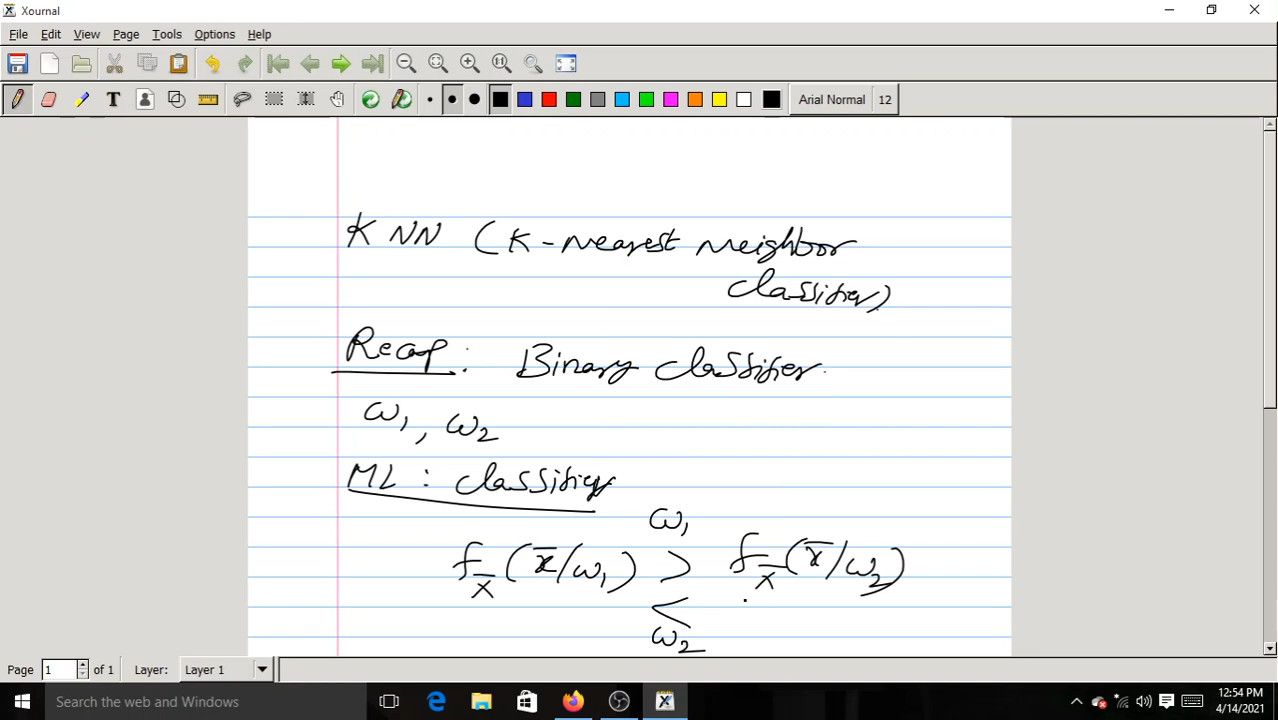 Xournal
File Edit View Page Tools Options Help
Arial Normal 12
KNN (K-nearest neighbor
classifier)
Recap : Binary classifier.
ω₁, ω₂
ML : classifier
ω₁
f_X̄(x̄/ω₁) > f_X̄(x̄/ω₂)
<
ω₂
Page 1 of 1 Layer: Layer 1
Search the web and Windows
12:54 PM
4/14/2021